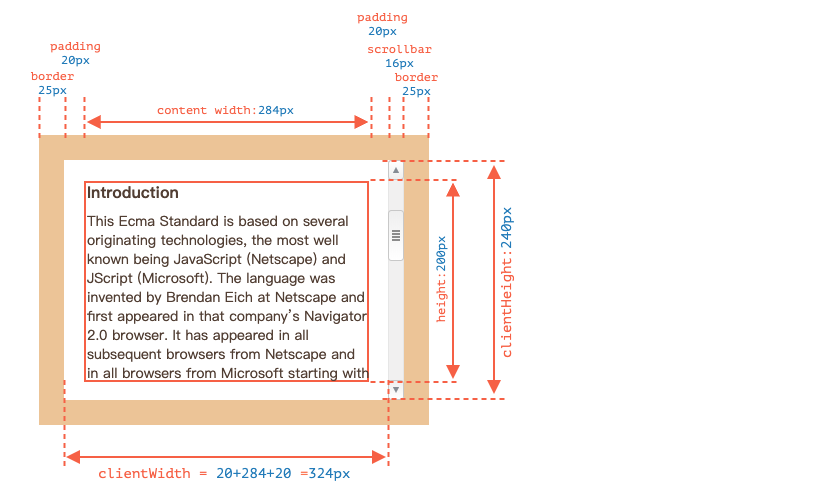 padding
20px
scrollbar
16px
border
25px
padding
20px
border
25px
content width:284px
Introduction
This Ecma Standard is based on several
originating technologies, the most well
known being JavaScript (Netscape) and
JScript (Microsoft). The language was
invented by Brendan Eich at Netscape and
first appeared in that company's Navigator
2.0 browser. It has appeared in all
subsequent browsers from Netscape and
in all browsers from Microsoft starting with
height:200px
clientHeight:240px
clientWidth = 20+284+20 =324px